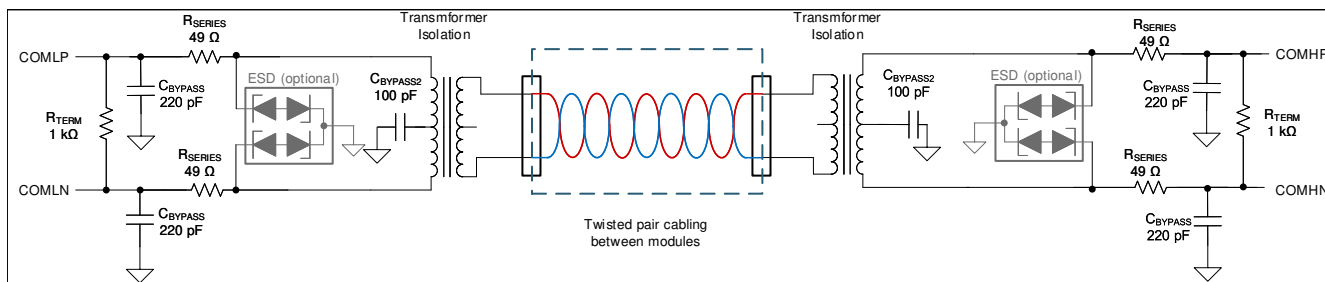 Transmformer
Isolation
Transmformer
Isolation
RSERIES
49 Ω
COMLP
ESD (optional)
CBYPASS2
100 pF
CBYPASS
220 pF
RTERM
1 kΩ
RSERIES
49 Ω
COMLN
CBYPASS
220 pF
Twisted pair cabling
between modules
CBYPASS2
100 pF
ESD (optional)
RSERIES
49 Ω
COMHP
CBYPASS
220 pF
RTERM
1 kΩ
RSERIES
49 Ω
COMHN
CBYPASS
220 pF